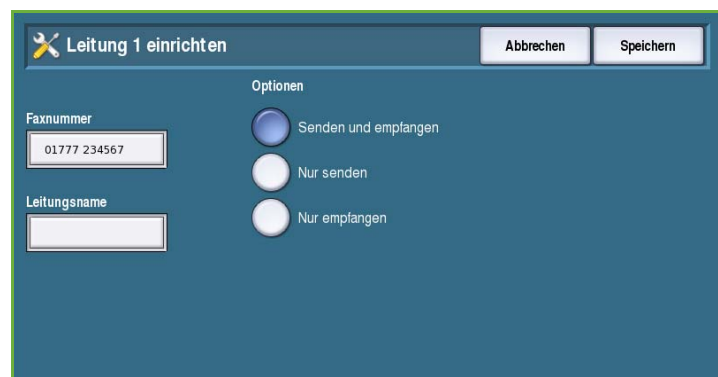 Leitung 1 einrichten
Abbrechen
Speichern
Faxnummer
01777 234567
Leitungsname
Optionen
Senden und empfangen
Nur senden
Nur empfangen